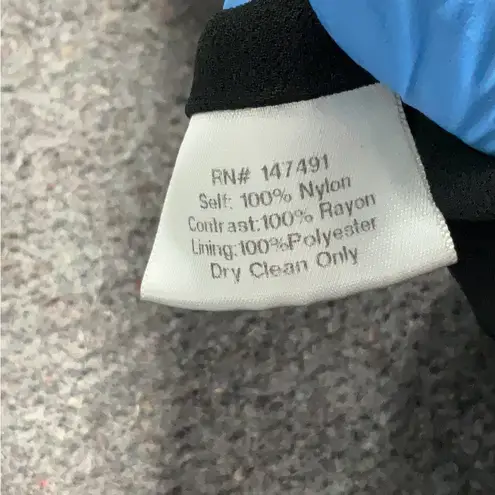 RN# 147491
Self: 100% Nylon
Contrast:100% Rayon
Lining:100%Polyester
Dry Clean Only